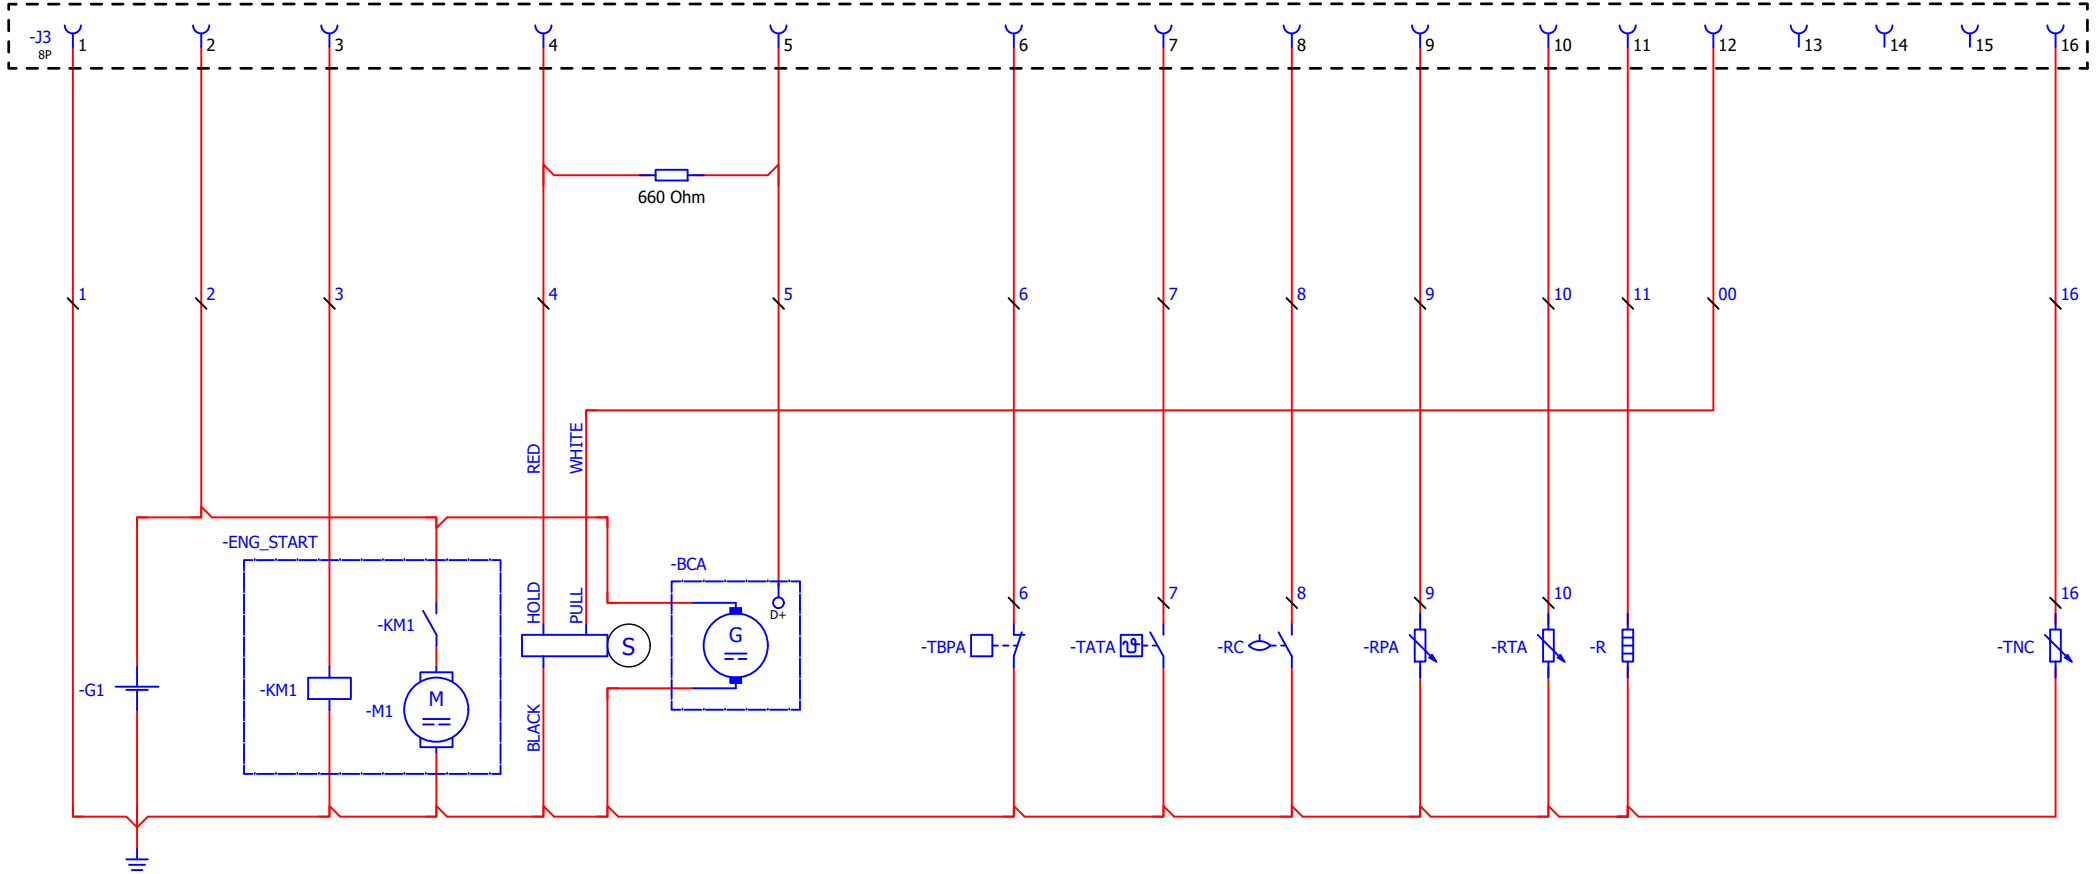 -J3
8P
1 2 3 4 5 6 7 8 9 10 11 12 13 14 15 16
660 Ohm
1 2 3 4 5 6 7 8 9 10 11 00 16
RED
WHITE
-ENG_START
-BCA
HOLD
PULL
6 7 8 9 10 16
D+
-KM1
G
S
-TBPA
-TATA
-RC
-RPA
-RTA
-R
-TNC
-G1
-KM1
-M1
M
BLACK